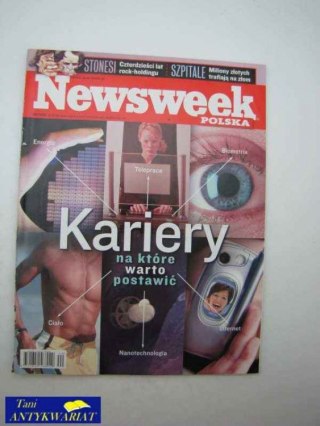 STONESI
Czterdzieści lat
rock-holdingu
SZPITALE
Miliony złotych
trafiają na złom
Newsweek
POLSKA
Energia
Telepraca
Biometria
Kariery
na które
warto
postawić
Ciało
Nanotechnologia
Internet
Tani
ANTYKWARIAT